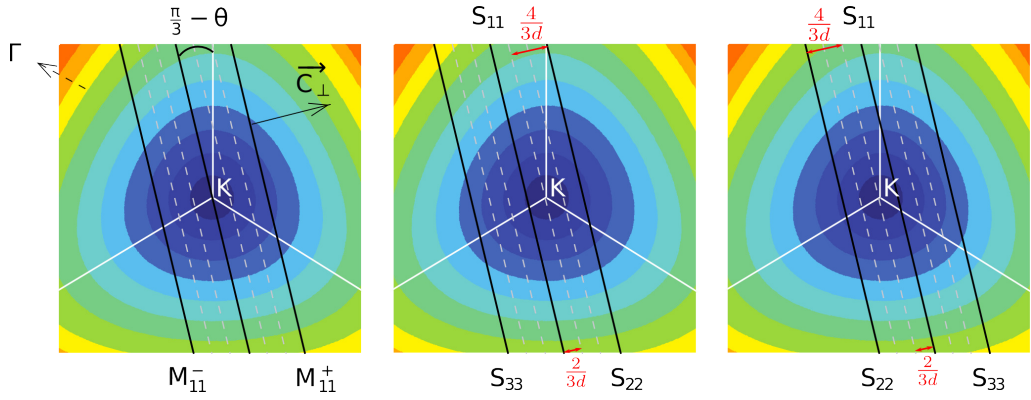 π/3 − θ
S₁₁ 4/3d
4/3d S₁₁
Γ
C⊥
K
K
K
M₁₁⁻ M₁₁⁺
S₃₃ 2/3d S₂₂
S₂₂ 2/3d S₃₃